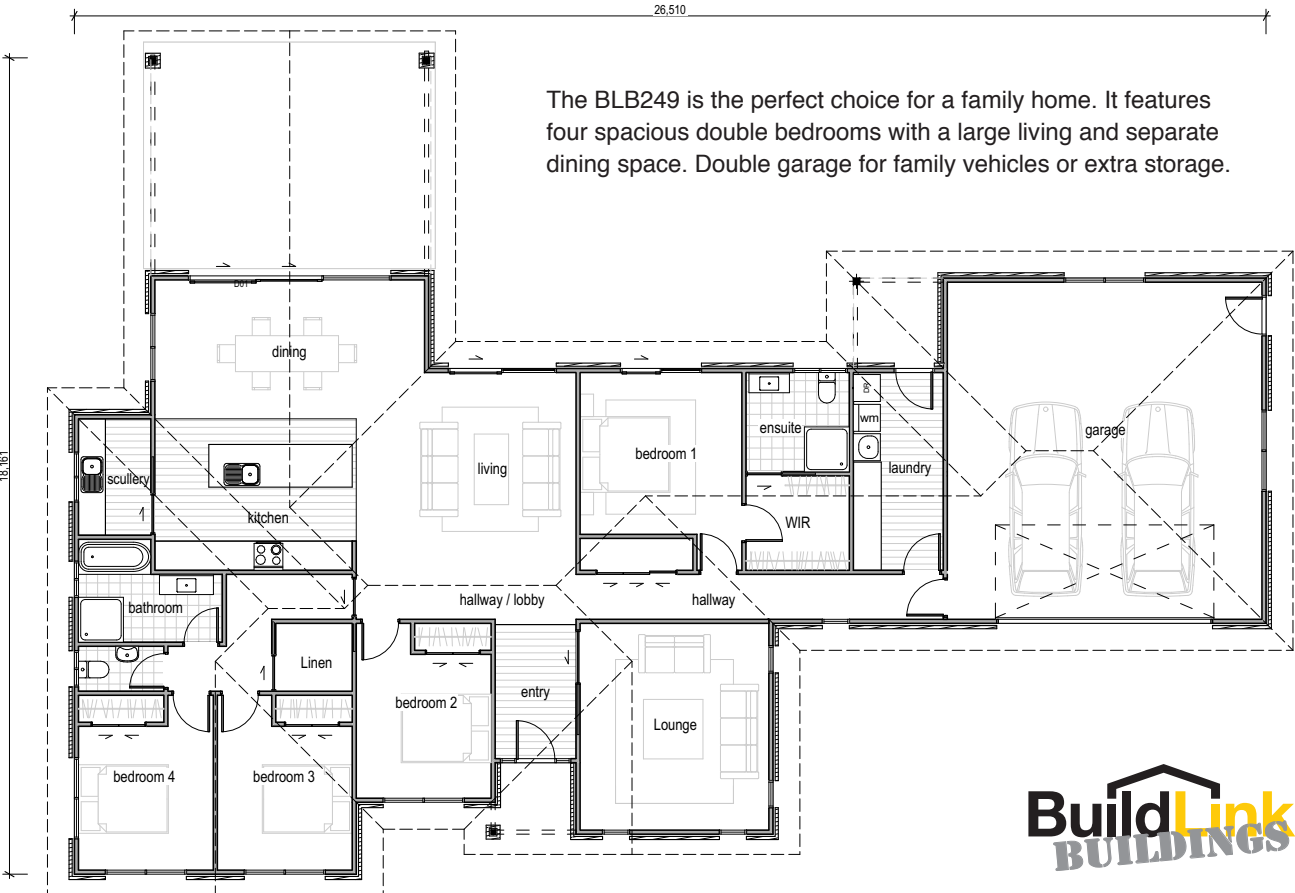 26,510
18,161
The BLB249 is the perfect choice for a family home. It features
four spacious double bedrooms with a large living and separate
dining space. Double garage for family vehicles or extra storage.
D01
dining
DR
wm
ensuite
garage
living
bedroom 1
laundry
scullery
kitchen
WIR
bathroom
hallway / lobby
hallway
Linen
entry
bedroom 2
Lounge
bedroom 4
bedroom 3
BuildLink
BUILDINGS